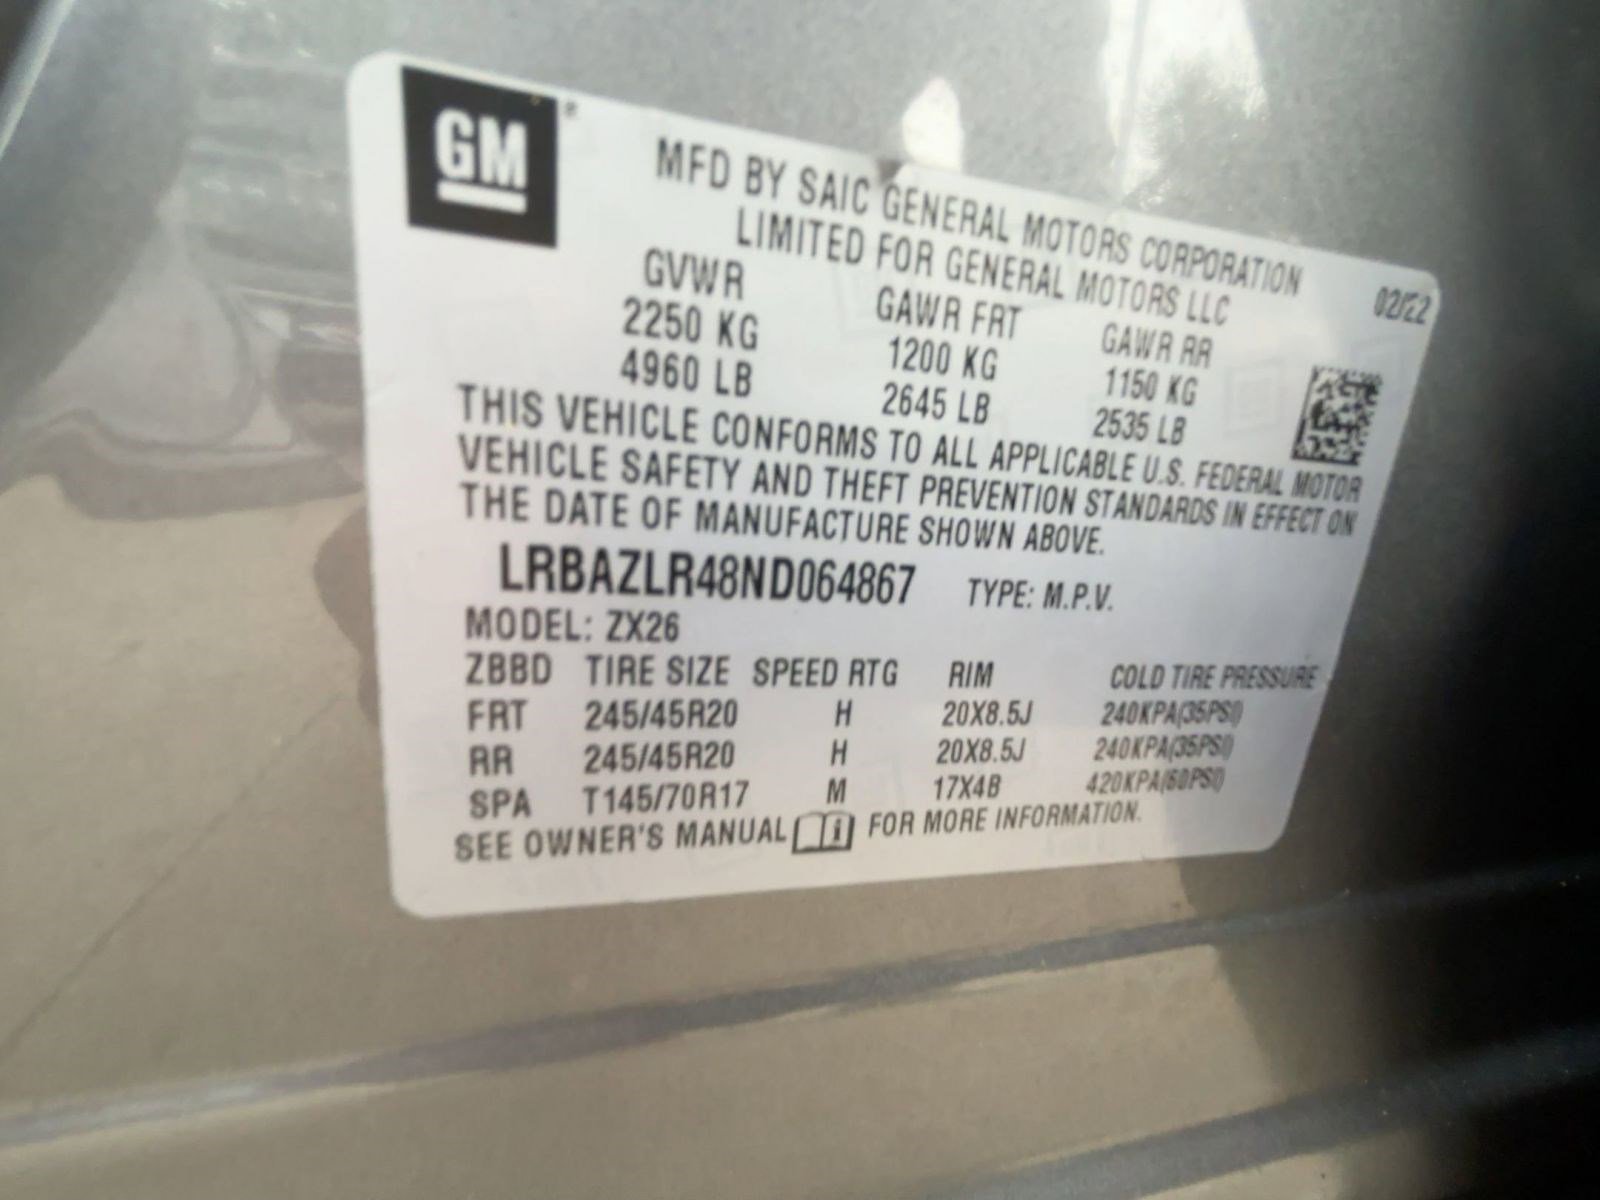 GM
MFD BY SAIC GENERAL MOTORS CORPORATION
LIMITED FOR GENERAL MOTORS LLC
02/22
GVWR GAWR FRT GAWR RR
2250 KG 1200 KG 1150 KG
4960 LB 2645 LB 2535 LB
THIS VEHICLE CONFORMS TO ALL APPLICABLE U.S. FEDERAL MOTOR
VEHICLE SAFETY AND THEFT PREVENTION STANDARDS IN EFFECT ON
THE DATE OF MANUFACTURE SHOWN ABOVE.
LRBAZLR48ND064867 TYPE: M.P.V.
MODEL: ZX26
ZBBD TIRE SIZE SPEED RTG RIM COLD TIRE PRESSURE
FRT 245/45R20 H 20X8.5J 240KPA(35PSI)
RR 245/45R20 H 20X8.5J 240KPA(35PSI)
SPA T145/70R17 M 17X4B 420KPA(60PSI)
SEE OWNER'S MANUAL FOR MORE INFORMATION.